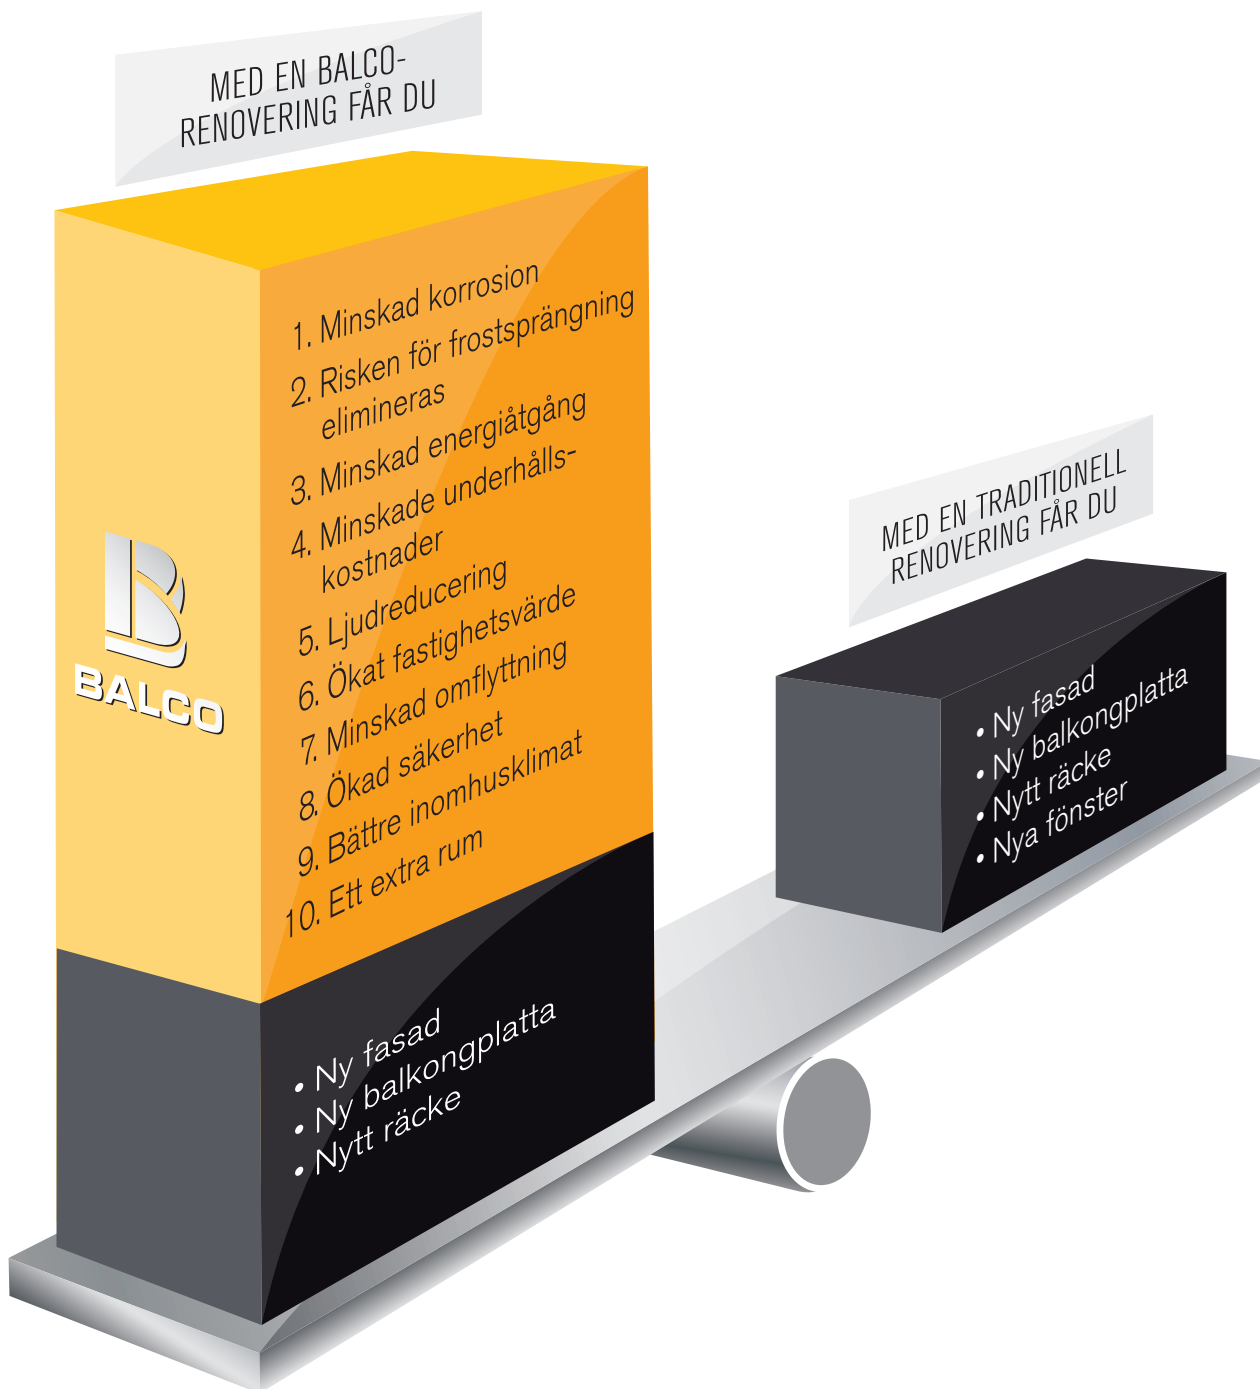 MED EN BALCO-
RENOVERING FÅR DU
1. Minskad korrosion
2. Risken för frostsprängning
elimineras
3. Minskad energiåtgång
4. Minskade underhålls-
kostnader
5. Ljudreducering
6. Ökat fastighetsvärde
7. Minskad omflyttning
8. Ökad säkerhet
9. Bättre inomhusklimat
10. Ett extra rum
BALCO
• Ny fasad
• Ny balkongplatta
• Nytt räcke
MED EN TRADITIONELL
RENOVERING FÅR DU
• Ny fasad
• Ny balkongplatta
• Nytt räcke
• Nya fönster